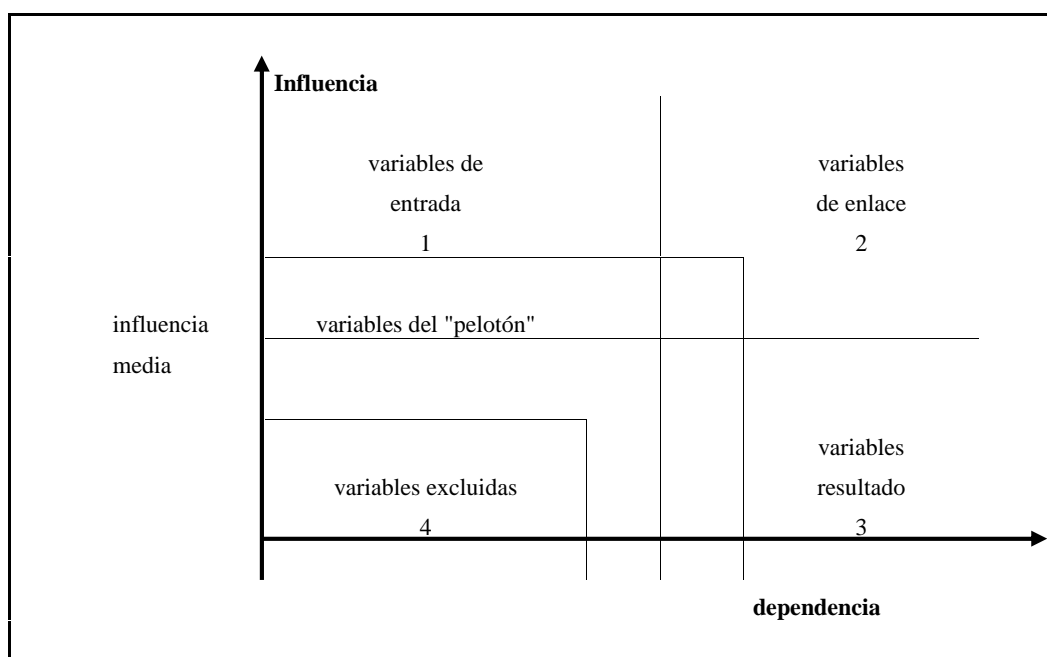 Influencia
variables de
entrada
1
variables
de enlace
2
influencia
media
variables del "pelotón"
variables excluidas
4
variables
resultado
3
dependencia